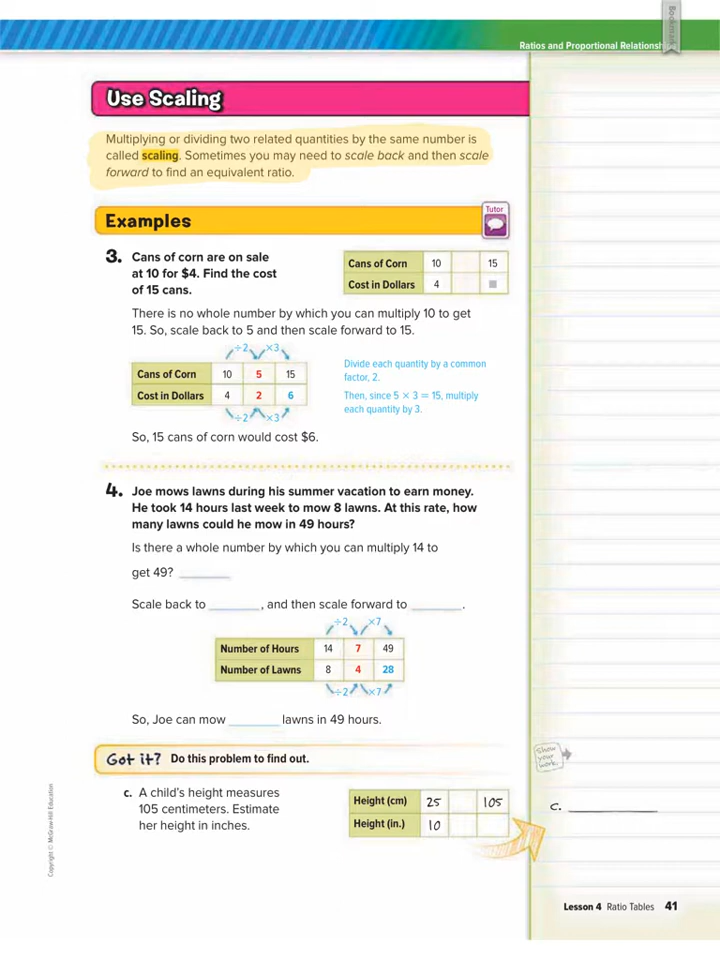 Bookmark
Ratios and Proportional Relationsh
Use Scaling
Multiplying or dividing two related quantities by the same number is
called scaling. Sometimes you may need to scale back and then scale
forward to find an equivalent ratio.
Examples
Tutor
3. Cans of corn are on sale
at 10 for $4. Find the cost
of 15 cans.
Cans of Corn 10 15
Cost in Dollars 4 ■
There is no whole number by which you can multiply 10 to get
15. So, scale back to 5 and then scale forward to 15.
÷2 ×3
Cans of Corn 10 5 15
Cost in Dollars 4 2 6
÷2 ×3
Divide each quantity by a common
factor, 2.
Then, since 5 × 3 = 15, multiply
each quantity by 3.
So, 15 cans of corn would cost $6.
4. Joe mows lawns during his summer vacation to earn money.
He took 14 hours last week to mow 8 lawns. At this rate, how
many lawns could he mow in 49 hours?
Is there a whole number by which you can multiply 14 to
get 49? ________
Scale back to ________, and then scale forward to ________.
÷2 ×7
Number of Hours 14 7 49
Number of Lawns 8 4 28
÷2 ×7
So, Joe can mow ________ lawns in 49 hours.
Got it? Do this problem to find out.
Show
your
work.
c. A child's height measures
105 centimeters. Estimate
her height in inches.
Height (cm) 25 105
Height (in.) 10
c. ____________
Copyright © McGraw-Hill Education
Lesson 4 Ratio Tables 41